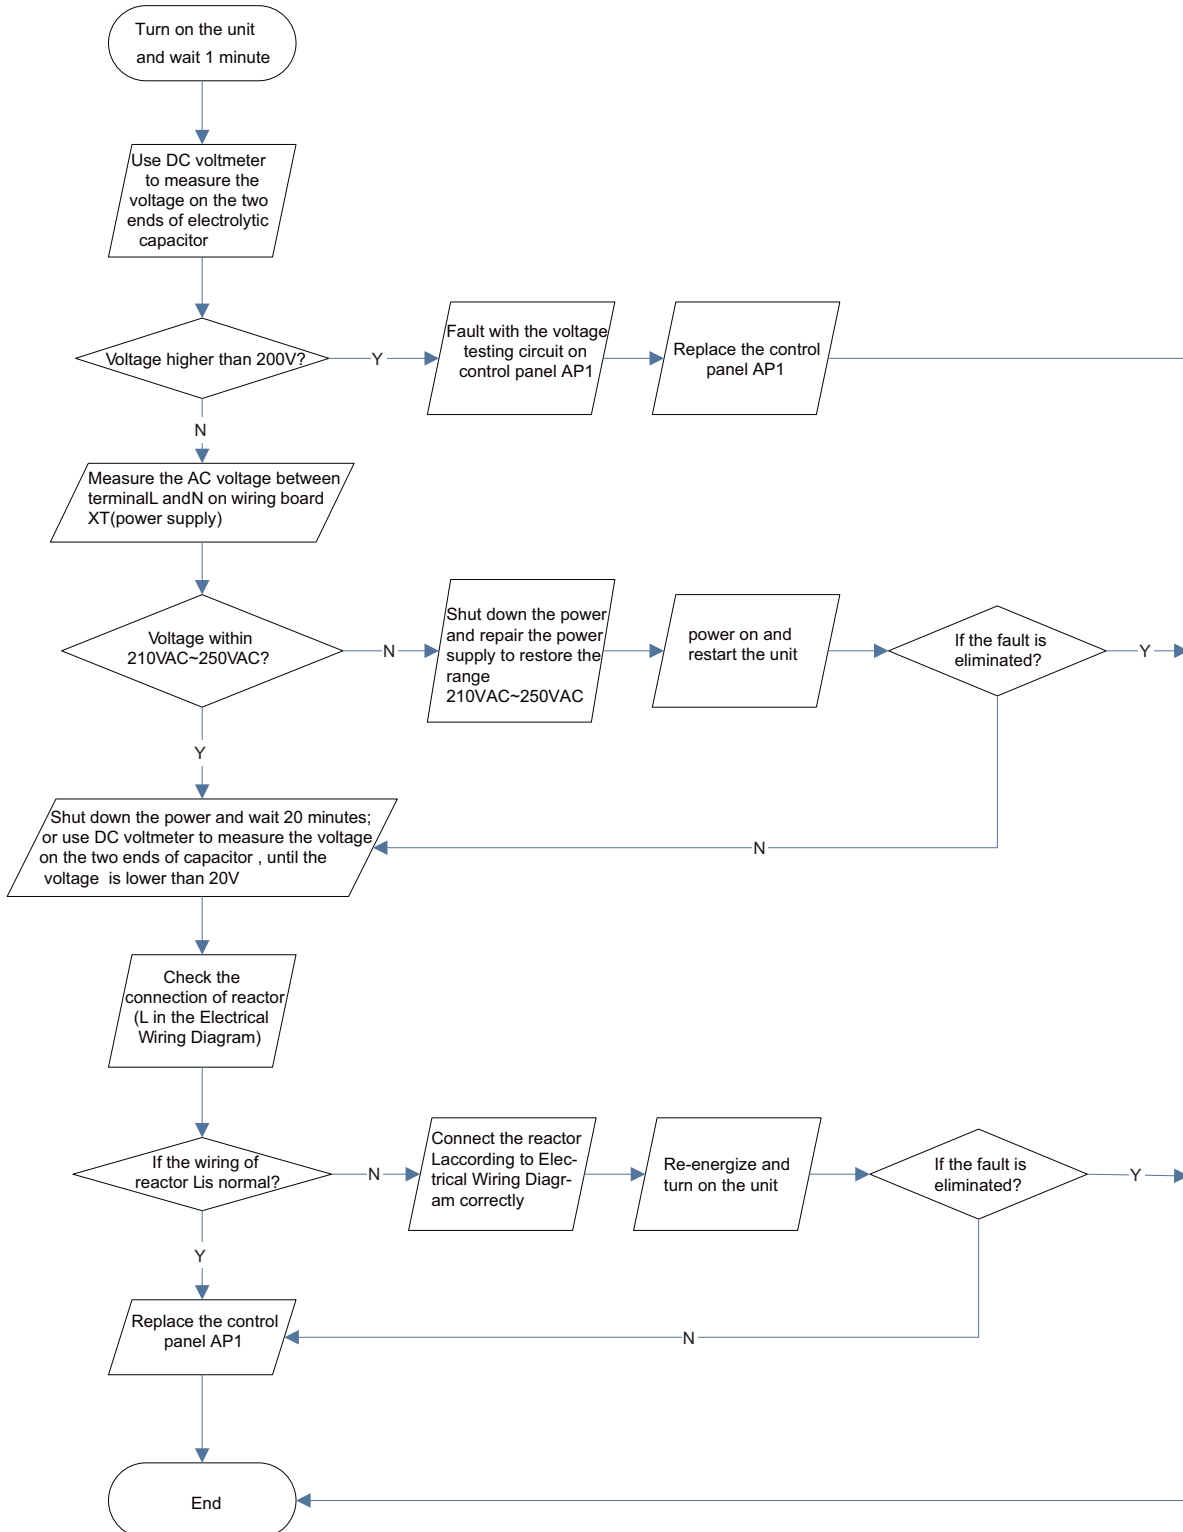 Turn on the unit
and wait 1 minute
Use DC voltmeter
to measure the
voltage on the two
ends of electrolytic
capacitor
Voltage higher than 200V?
Y
Fault with the voltage
testing circuit on
control panel AP1
Replace the control
panel AP1
N
Measure the AC voltage between
terminalL andN on wiring board
XT(power supply)
Voltage within
210VAC~250VAC?
N
Shut down the power
and repair the power
supply to restore the
range
210VAC~250VAC
power on and
restart the unit
If the fault is
eliminated?
Y
Y
Shut down the power and wait 20 minutes;
or use DC voltmeter to measure the voltage
on the two ends of capacitor , until the
voltage is lower than 20V
N
Check the
connection of reactor
(L in the Electrical
Wiring Diagram)
If the wiring of
reactor Lis normal?
N
Connect the reactor
Laccording to Elec-
trical Wiring Diagr-
am correctly
Re-energize and
turn on the unit
If the fault is
eliminated?
Y
Y
Replace the control
panel AP1
N
End